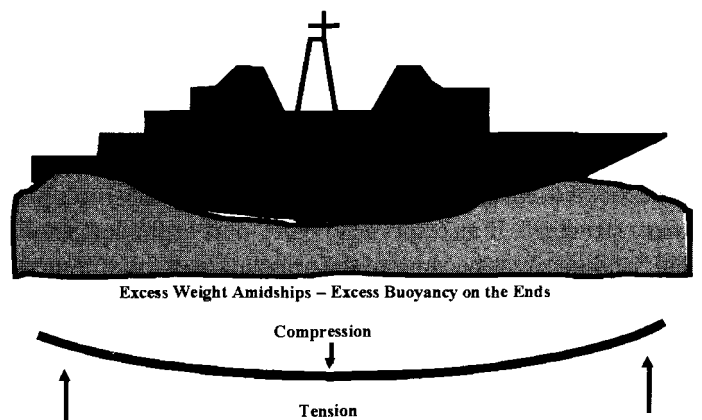 Excess Weight Amidships – Excess Buoyancy on the Ends
Compression
Tension